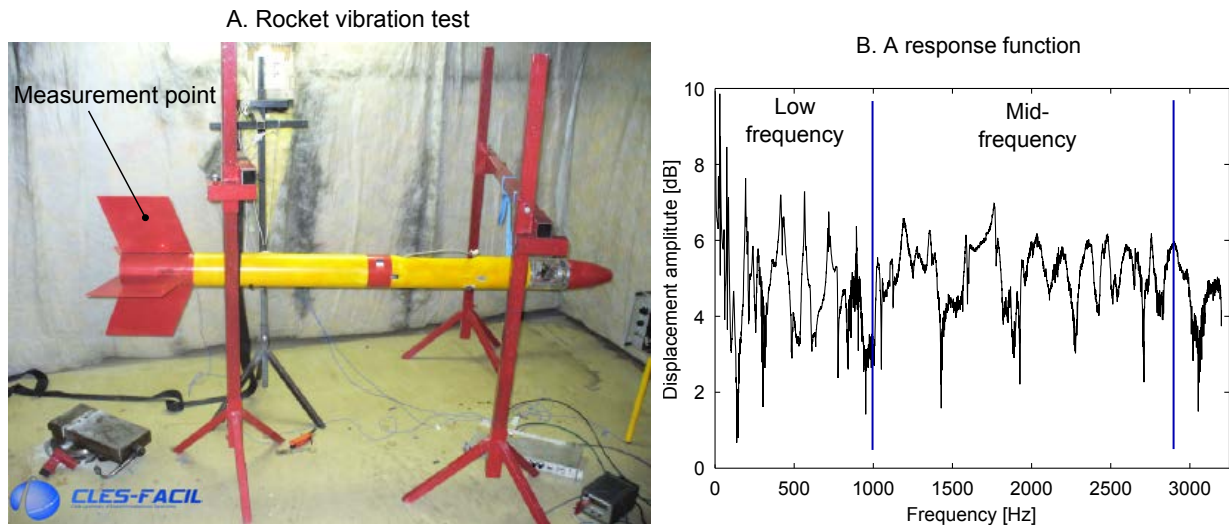 A. Rocket vibration test
Measurement point
CLES-FACIL
B. A response function
10
8
6
4
2
0
Displacement amplitude [dB]
Low
frequency
Mid-
frequency
0 500 1000 1500 2000 2500 3000
Frequency [Hz]